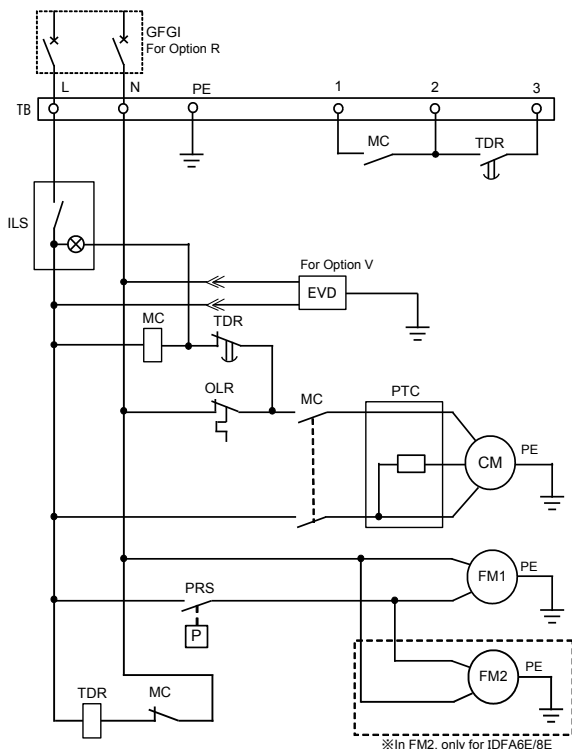 GFGI
For Option R
L N PE 1 2 3
TB
MC TDR
ILS
For Option V
EVD
MC TDR
OLR MC PTC
CM PE
FM1 PE
PRS
P
FM2 PE
TDR MC
※In FM2, only for IDFA6E/8E